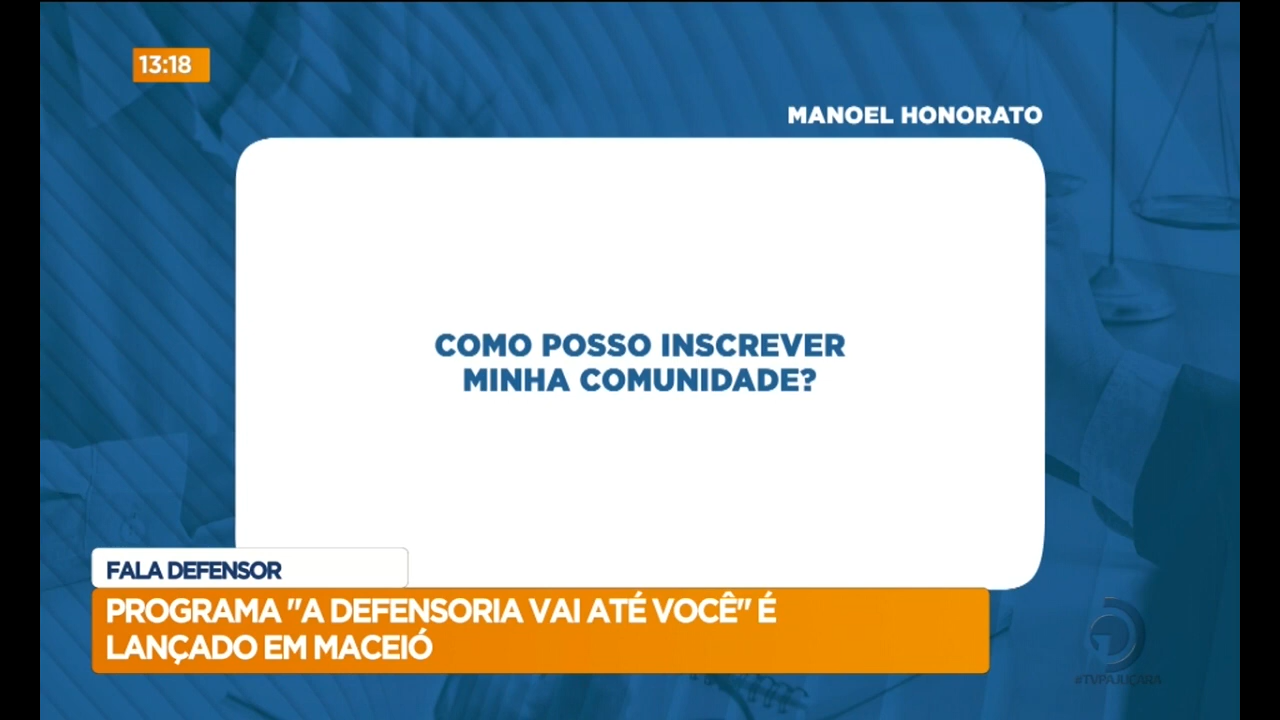 13:18
MANOEL HONORATO
COMO POSSO INSCREVER
MINHA COMUNIDADE?
FALA DEFENSOR
PROGRAMA "A DEFENSORIA VAI ATÉ VOCÊ" É
LANÇADO EM MACEIÓ
#TVPAJUÇARA